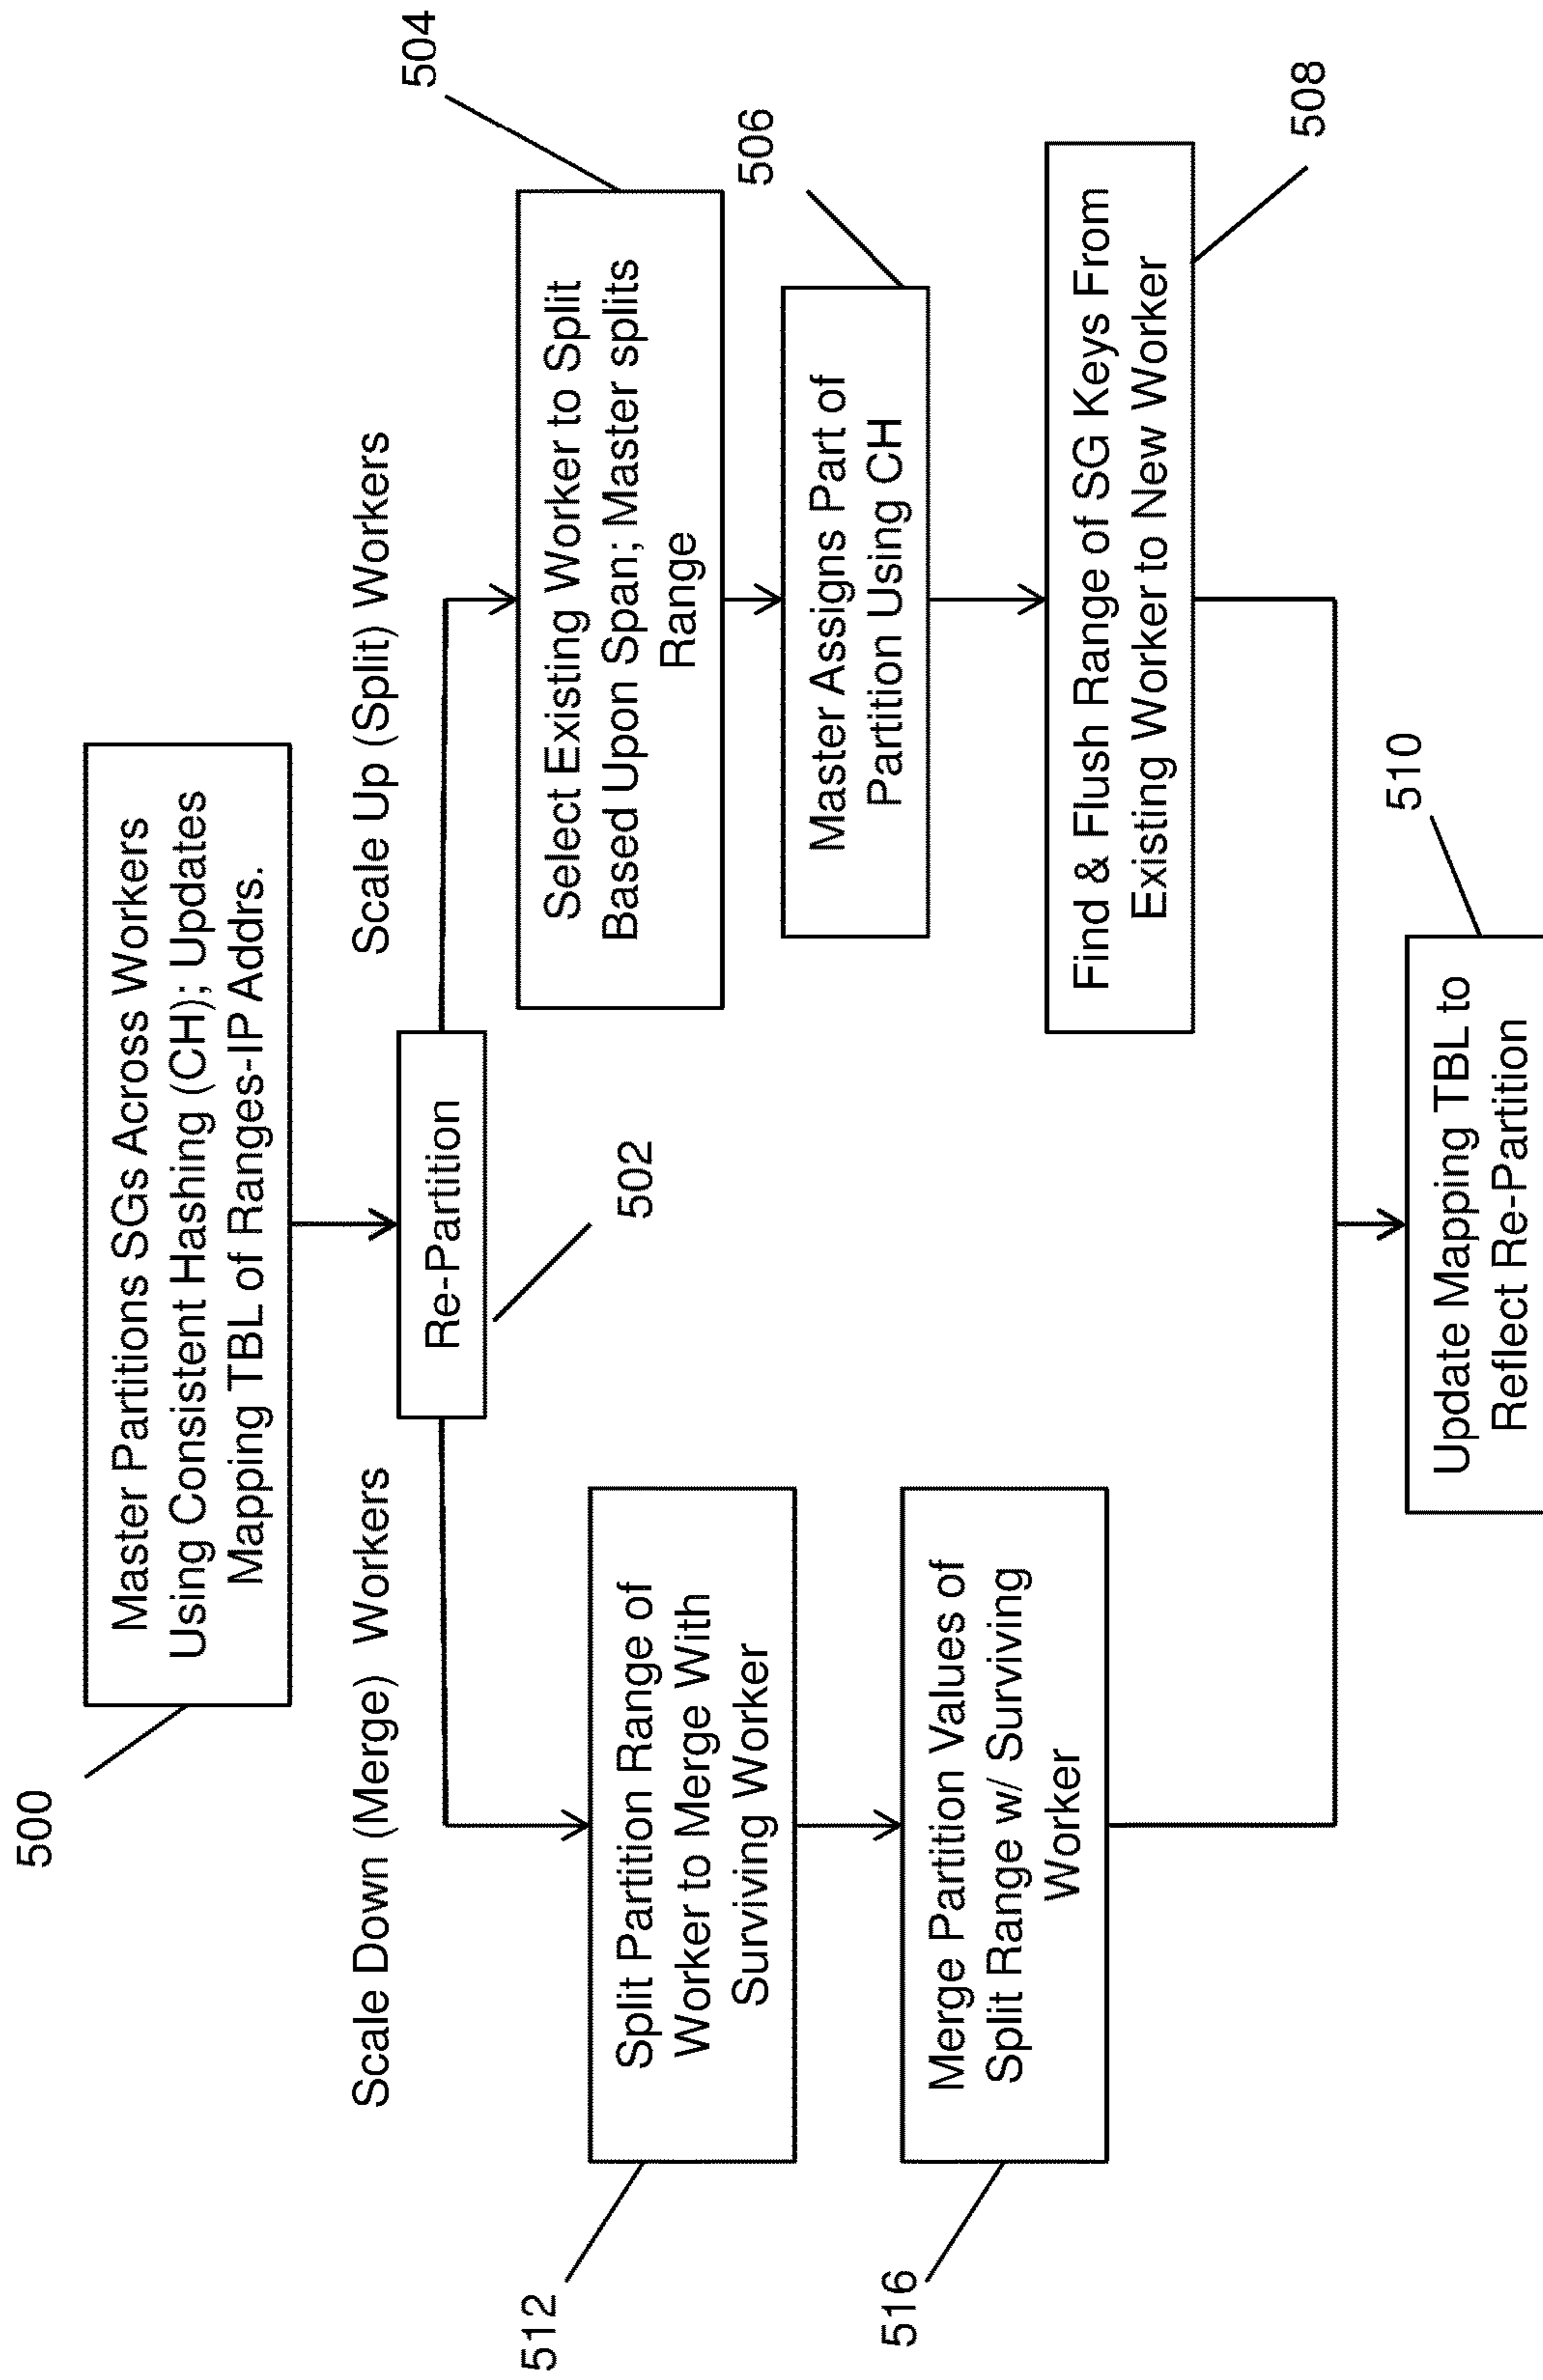 500
Master Partitions SGs Across Workers
Using Consistent Hashing (CH); Updates
Mapping TBL of Ranges-IP Addrs.
Scale Down (Merge) Workers
Re-Partition
502
Scale Up (Split) Workers
504
Select Existing Worker to Split
Based Upon Span; Master splits
Range
506
Master Assigns Part of
Partition Using CH
508
Find & Flush Range of SG Keys From
Existing Worker to New Worker
512
Split Partition Range of
Worker to Merge With
Surviving Worker
516
Merge Partition Values of
Split Range w/ Surviving
Worker
510
Update Mapping TBL to
Reflect Re-Partition